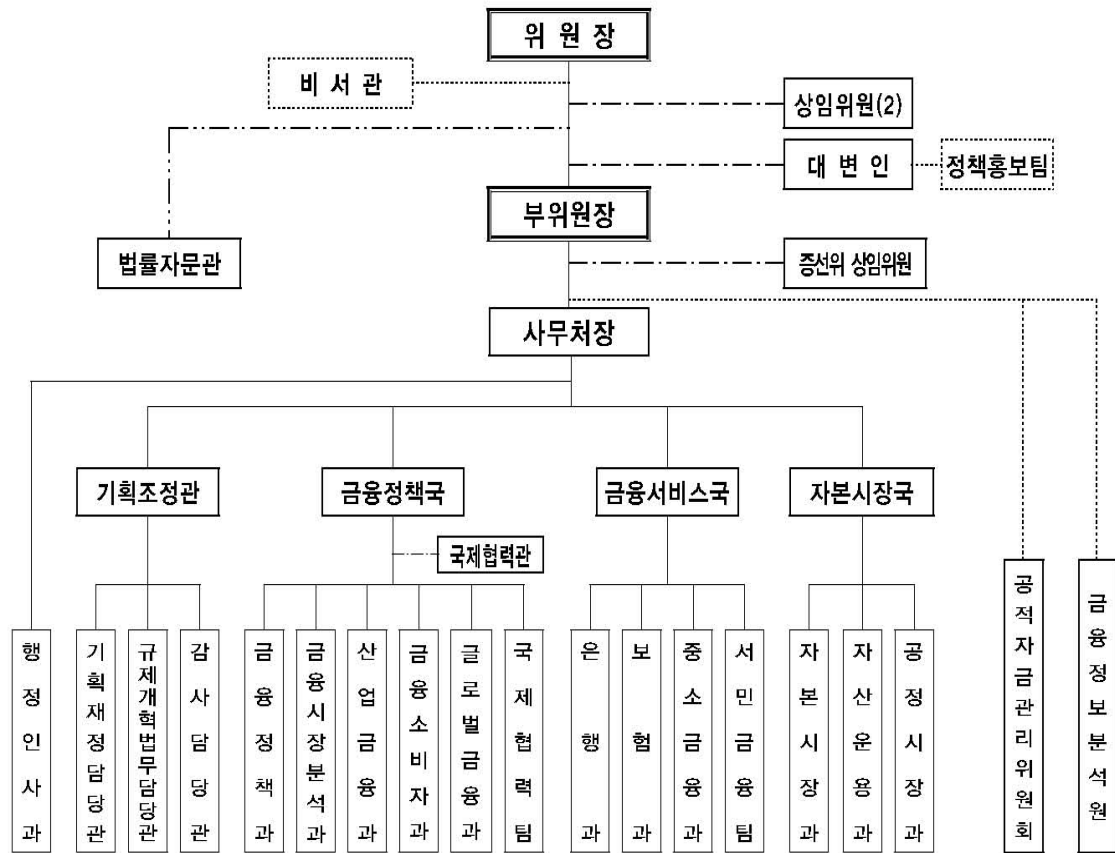 위 원 장
비 서 관
상임위원(2)
대 변 인
정책홍보팀
부위원장
법률자문관
증선위 상임위원
사무처장
기획조정관
금융정책국
금융서비스국
자본시장국
국제협력관
행정인사과
기획재정담당관
규제개혁법무담당관
감사담당관
금융정책과
금융시장분석과
산업금융과
금융소비자과
글로벌금융과
국제협력팀
은행과
보험과
중소금융과
서민금융팀
자본시장과
자산운용과
공정시장과
공적자금관리위원회
금융정보분석원